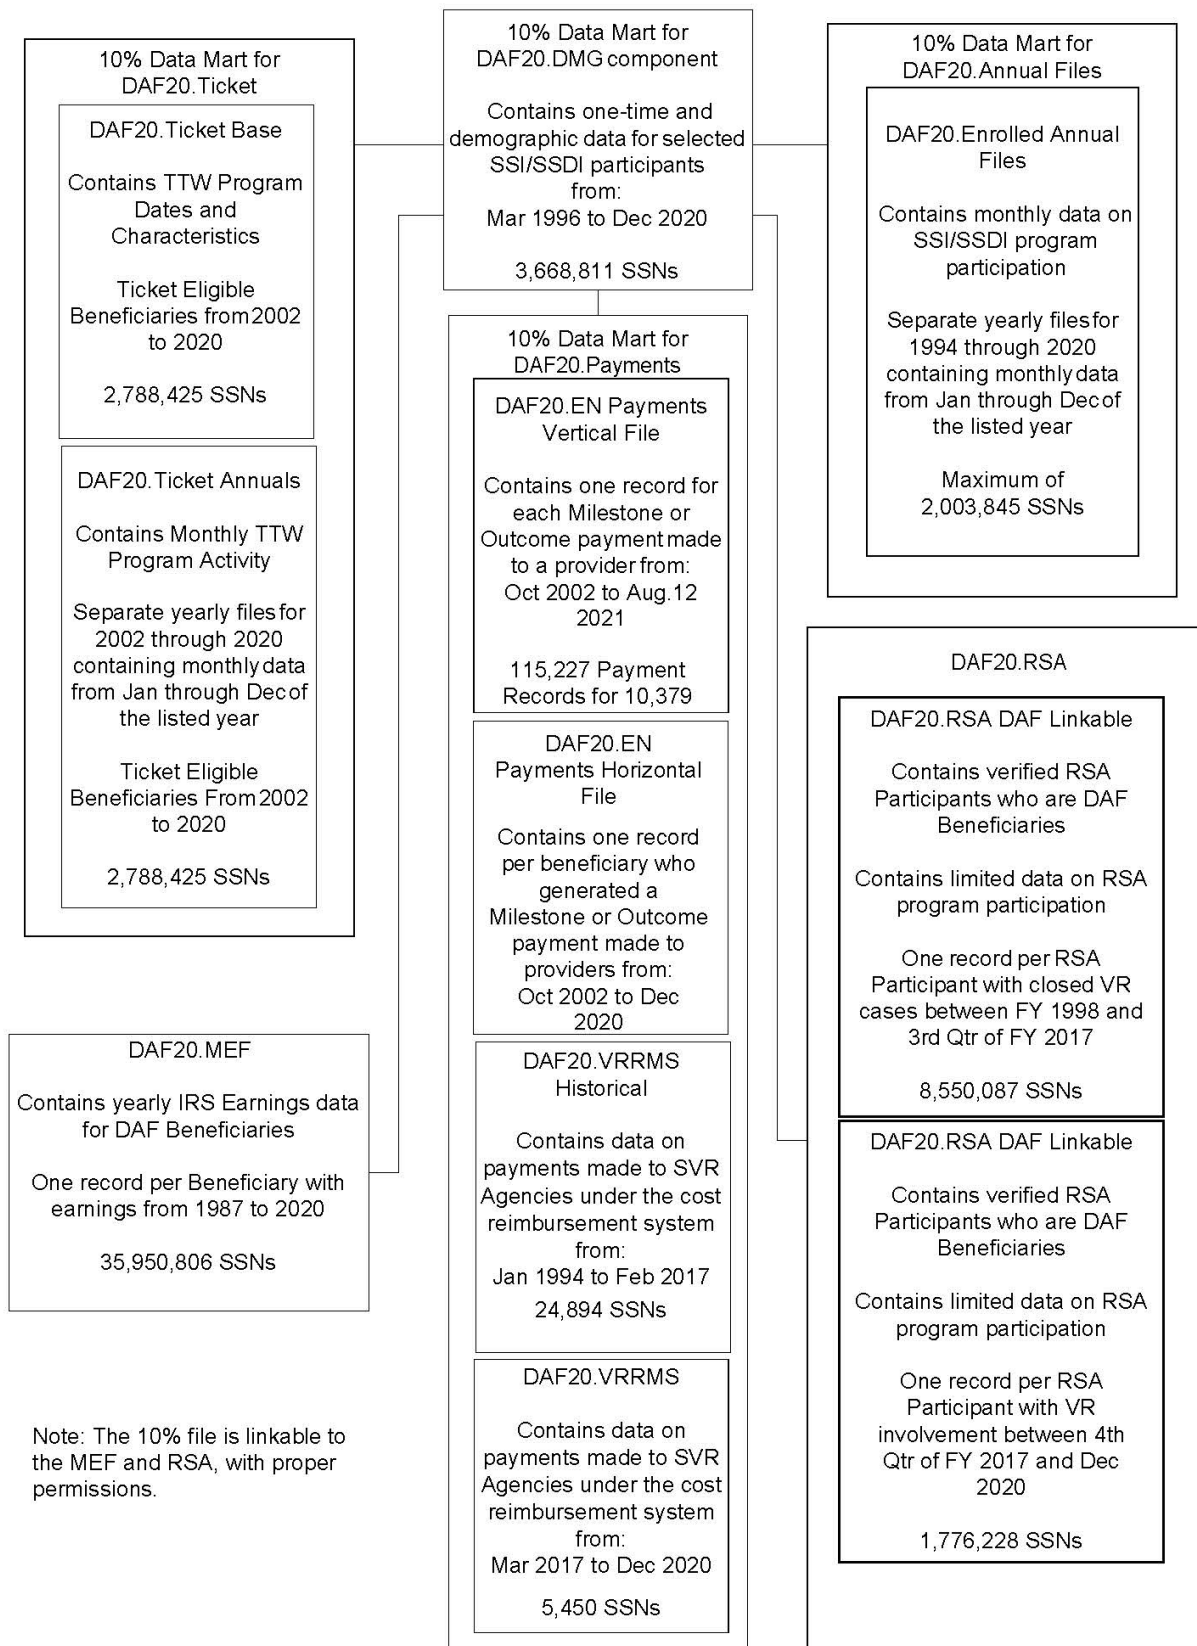 10% Data Mart for
DAF20.Ticket
DAF20.Ticket Base
Contains TTW Program
Dates and
Characteristics
Ticket Eligible
Beneficiaries from 2002
to 2020
2,788,425 SSNs
DAF20.Ticket Annuals
Contains Monthly TTW
Program Activity
Separate yearly files for
2002 through 2020
containing monthly data
from Jan through Dec of
the listed year
Ticket Eligible
Beneficiaries From 2002
to 2020
2,788,425 SSNs
DAF20.MEF
Contains yearly IRS Earnings data
for DAF Beneficiaries
One record per Beneficiary with
earnings from 1987 to 2020
35,950,806 SSNs
Note: The 10% file is linkable to
the MEF and RSA, with proper
permissions.
10% Data Mart for
DAF20.DMG component
Contains one-time and
demographic data for selected
SSI/SSDI participants
from:
Mar 1996 to Dec 2020
3,668,811 SSNs
10% Data Mart for
DAF20.Payments
DAF20.EN Payments
Vertical File
Contains one record for
each Milestone or
Outcome payment made
to a provider from:
Oct 2002 to Aug.12
2021
115,227 Payment
Records for 10,379
DAF20.EN
Payments Horizontal
File
Contains one record
per beneficiary who
generated a
Milestone or Outcome
payment made to
providers from:
Oct 2002 to Dec
2020
DAF20.VRRMS
Historical
Contains data on
payments made to SVR
Agencies under the cost
reimbursement system
from:
Jan 1994 to Feb 2017
24,894 SSNs
DAF20.VRRMS
Contains data on
payments made to SVR
Agencies under the cost
reimbursement system
from:
Mar 2017 to Dec 2020
5,450 SSNs
10% Data Mart for
DAF20.Annual Files
DAF20.Enrolled Annual
Files
Contains monthly data on
SSI/SSDI program
participation
Separate yearly files for
1994 through 2020
containing monthly data
from Jan through Dec of
the listed year
Maximum of
2,003,845 SSNs
DAF20.RSA
DAF20.RSA DAF Linkable
Contains verified RSA
Participants who are DAF
Beneficiaries
Contains limited data on RSA
program participation
One record per RSA
Participant with closed VR
cases between FY 1998 and
3rd Qtr of FY 2017
8,550,087 SSNs
DAF20.RSA DAF Linkable
Contains verified RSA
Participants who are DAF
Beneficiaries
Contains limited data on RSA
program participation
One record per RSA
Participant with VR
involvement between 4th
Qtr of FY 2017 and Dec
2020
1,776,228 SSNs